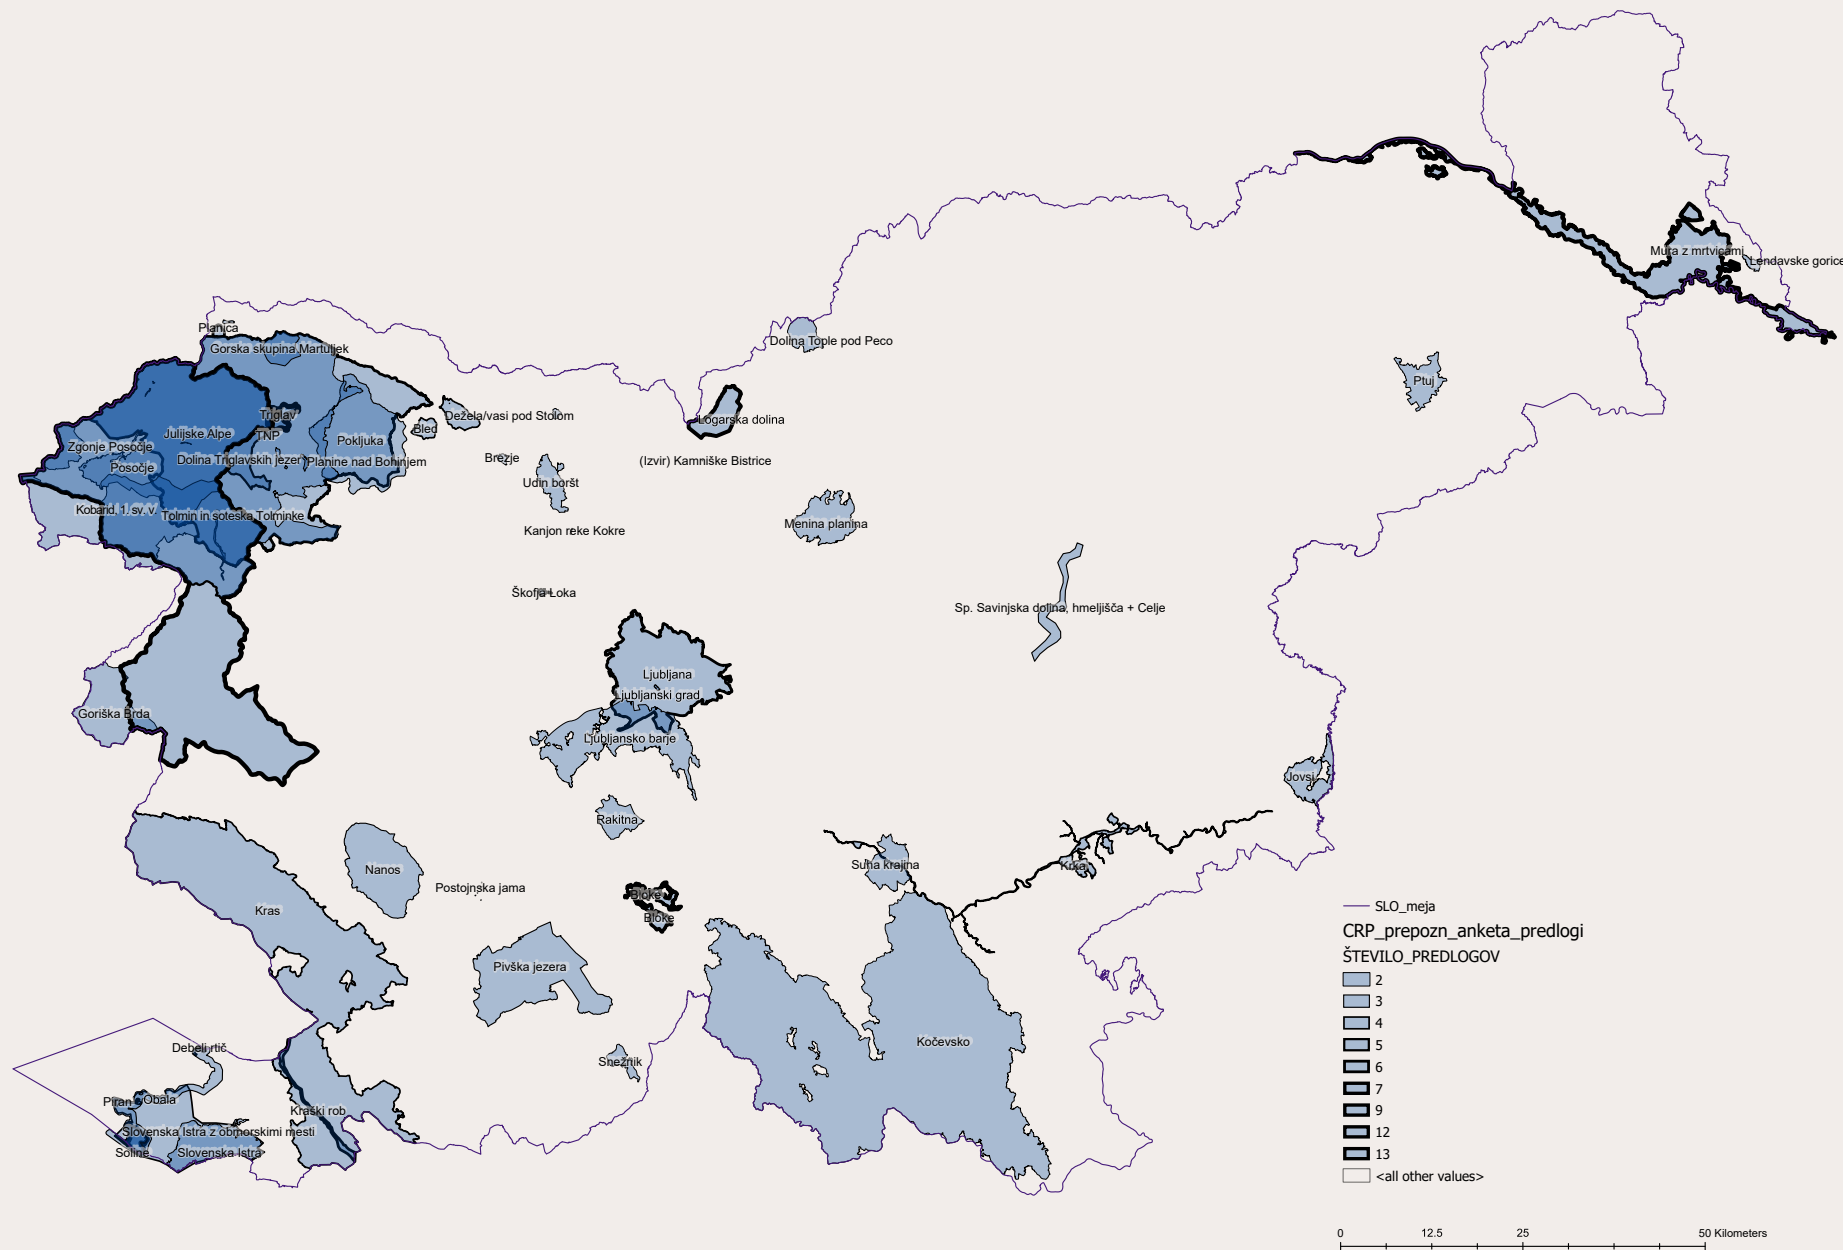 Mura z mrtvicami
Lendavske gorice
Planica
Gorska skupina Martuljek
Dolina Tople pod Peco
Ptuj
Triglav
Dežela/vasi pod Stolom
Logarska dolina
Bled
Julijske Alpe
TNP
Pokljuka
Zgonje Posočje
Dolina Triglavskih jezer
Planine nad Bohinjem
Brezje
(Izvir) Kamniške Bistrice
Posočje
Udin boršt
Kobarid, 1. sv. v.
Tolmin in soteska Tolminke
Kanjon reke Kokre
Menina planina
Škofja Loka
Sp. Savinjska dolina, hmeljišča + Celje
Ljubljana
Ljubljanski grad
Goriška Brda
Ljubljansko barje
Jovsi
Rakitna
Nanos
Suha krajina
Krka
Postojnska jama
Bloke
Bloke
Kras
Pivška jezera
Kočevsko
Debeli rtič
Snežnik
Piran
Obala
Kraški rob
Slovenska Istra z obmorskimi mesti
Soline
Slovenska Istra
SLO_meja
CRP_prepozn_anketa_predlogi
ŠTEVILO_PREDLOGOV
2
3
4
5
6
7
9
12
13
<all other values>
0 12.5 25 50 Kilometers